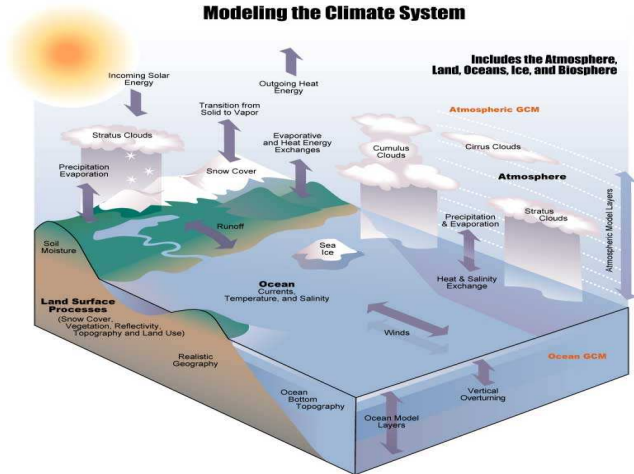 Modeling the Climate System
Includes the Atmosphere,
Land, Oceans, Ice, and Biosphere
Incoming Solar
Energy
Outgoing Heat
Energy
Transition from
Solid to Vapor
Atmospheric GCM
Stratus Clouds
Evaporative
and Heat Energy
Exchanges
Cumulus
Clouds
Cirrus Clouds
Precipitation
Evaporation
Snow Cover
Atmosphere
Atmospheric Model Layers
Stratus
Clouds
Precipitation
& Evaporation
Runoff
Soil
Moisture
Sea
Ice
Heat & Salinity
Exchange
Ocean
Currents,
Temperature, and Salinity
Land Surface
Processes
(Snow Cover,
Vegetation, Reflectivity,
Topography and Land Use)
Winds
Realistic
Geography
Ocean GCM
Ocean
Bottom
Topography
Vertical
Overturning
Ocean Model
Layers